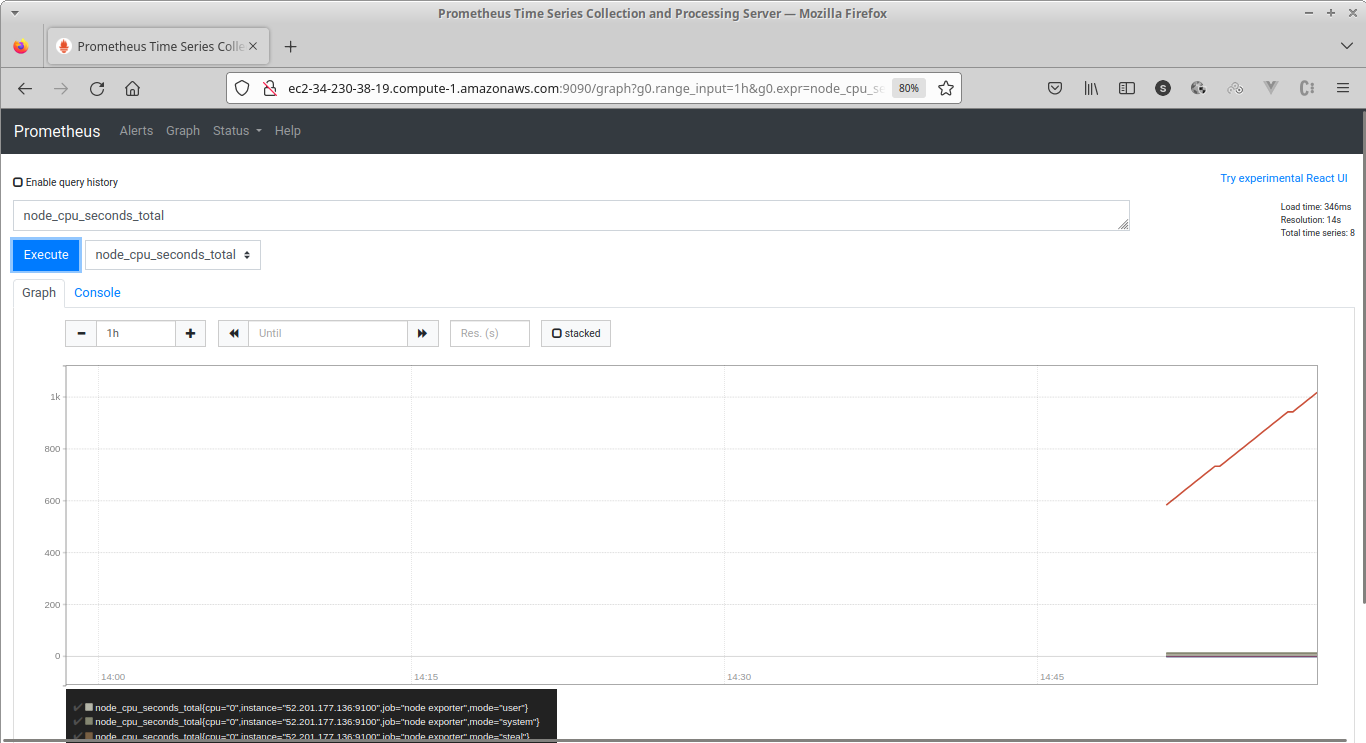 Prometheus Time Series Collection and Processing Server — Mozilla Firefox
Prometheus Time Series Colle
ec2-34-230-38-19.compute-1.amazonaws.com:9090/graph?g0.range_input=1h&g0.expr=node_cpu_se
80%
Prometheus Alerts Graph Status Help
Enable query history
Try experimental React UI
node_cpu_seconds_total
Load time: 346ms
Resolution: 14s
Total time series: 8
Execute
node_cpu_seconds_total
Graph Console
1h Until Res. (s) stacked
1k
800
600
400
200
0
14:00 14:15 14:30 14:45
node_cpu_seconds_total{cpu="0",instance="52.201.177.136:9100",job="node exporter",mode="user"}
node_cpu_seconds_total{cpu="0",instance="52.201.177.136:9100",job="node exporter",mode="system"}
node_cpu_seconds_total{cpu="0",instance="52.201.177.136:9100",job="node exporter",mode="steal"}